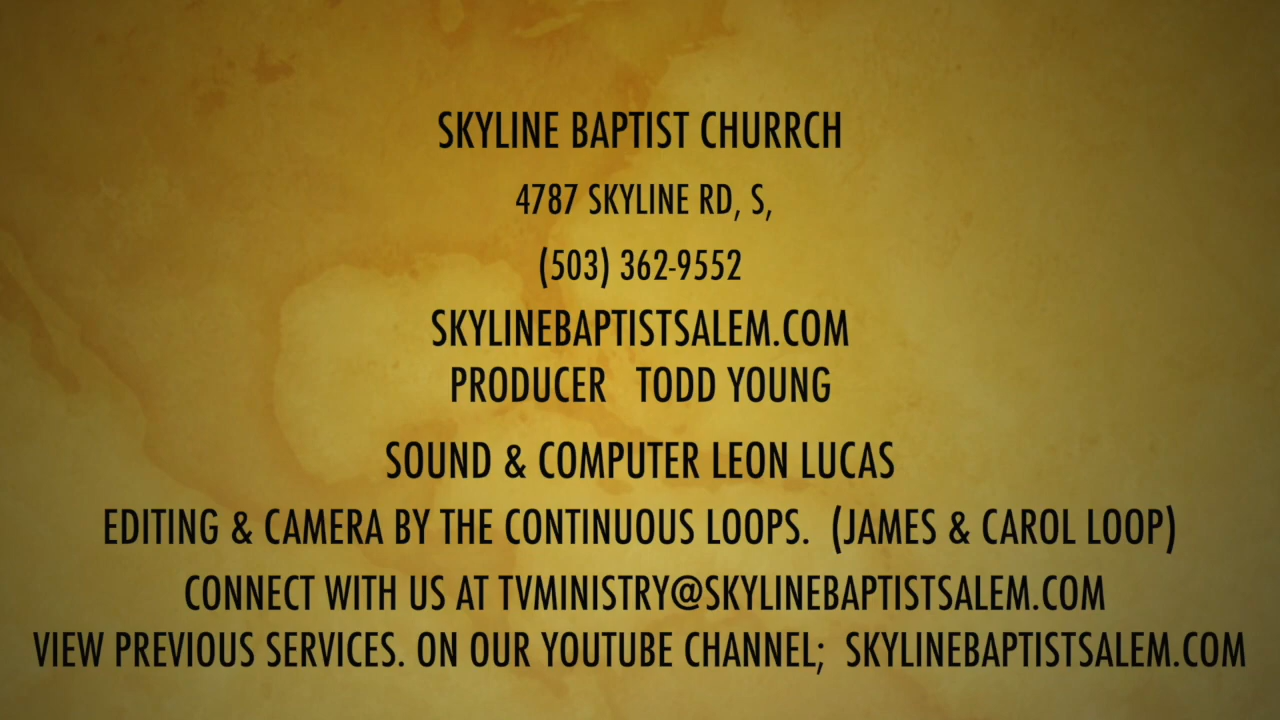 SKYLINE BAPTIST CHURRCH
4787 SKYLINE RD, S,
(503) 362-9552
SKYLINEBAPTISTSALEM.COM
PRODUCER   TODD YOUNG
SOUND & COMPUTER LEON LUCAS
EDITING & CAMERA BY THE CONTINUOUS LOOPS.  (JAMES & CAROL LOOP)
CONNECT WITH US AT TVMINISTRY@SKYLINEBAPTISTSALEM.COM
VIEW PREVIOUS SERVICES. ON OUR YOUTUBE CHANNEL;  SKYLINEBAPTISTSALEM.COM